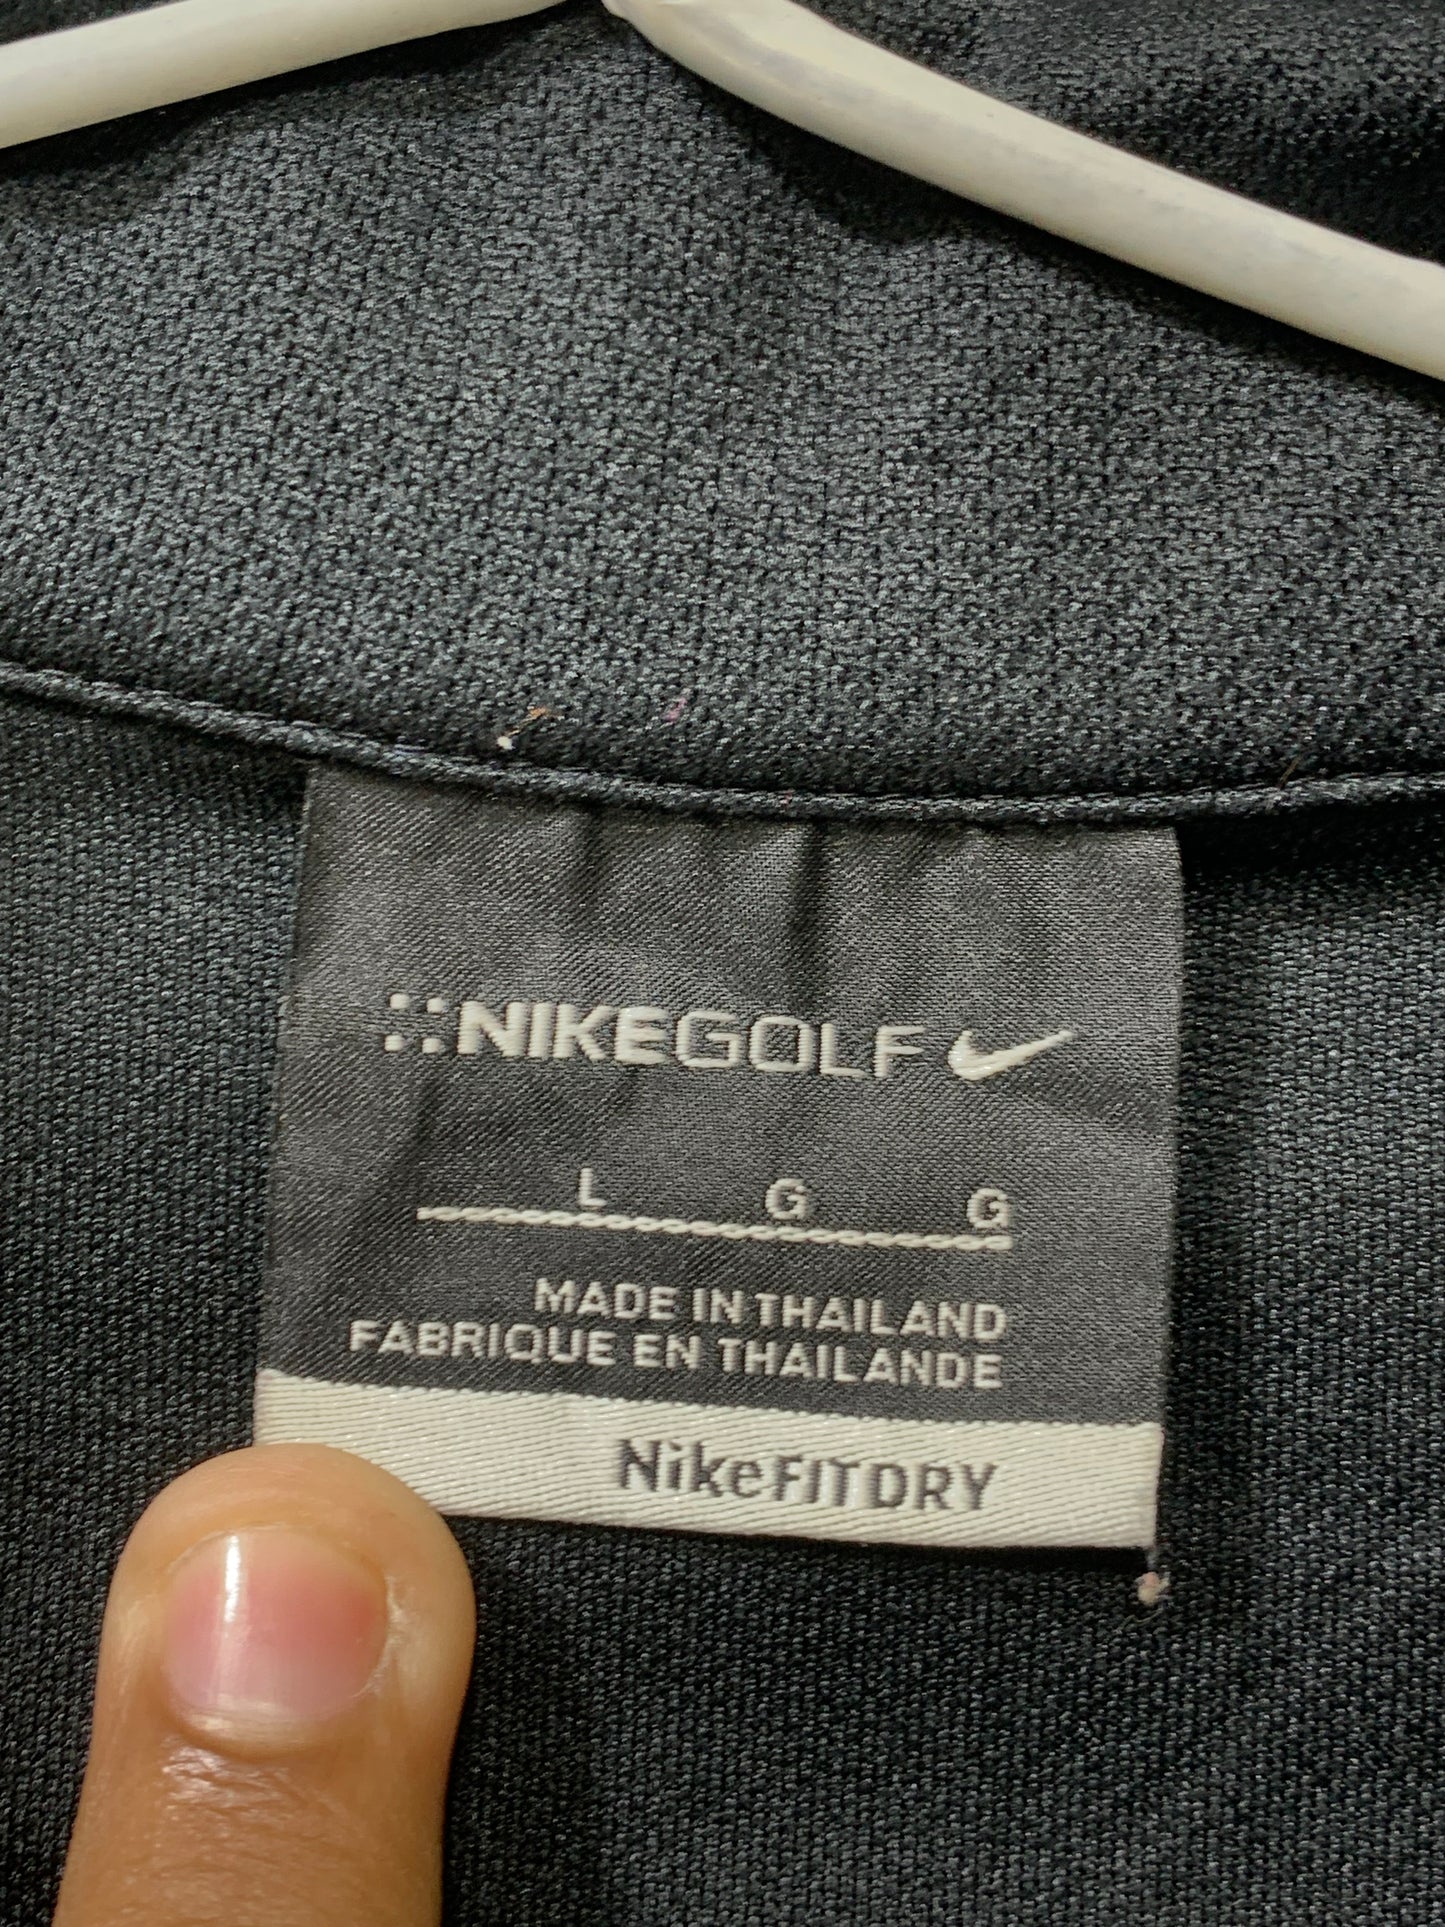 NIKEGOLF
L G G
MADE IN THAILAND
FABRIQUE EN THAILANDE
NikeFITDRY